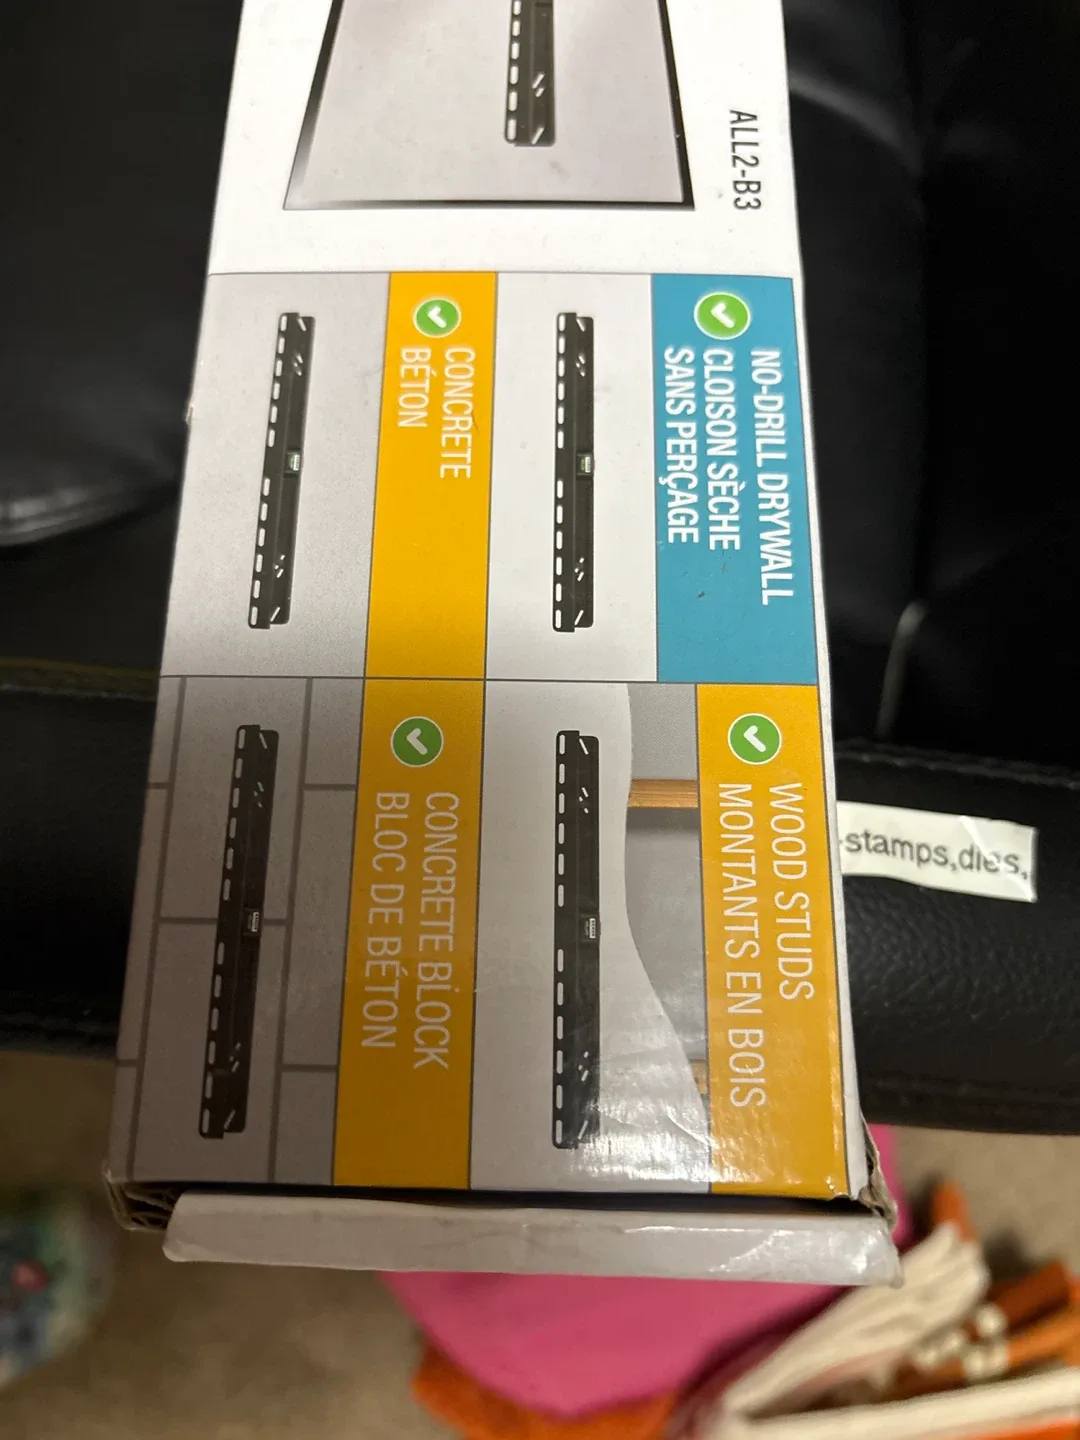 ALL2-B3
NO-DRILL DRYWALL
CLOISON SÈCHE
SANS PERÇAGE
WOOD STUDS
MONTANTS EN BOIS
CONCRETE
BÉTON
CONCRETE BLOCK
BLOC DE BÉTON
-stamps,dies,